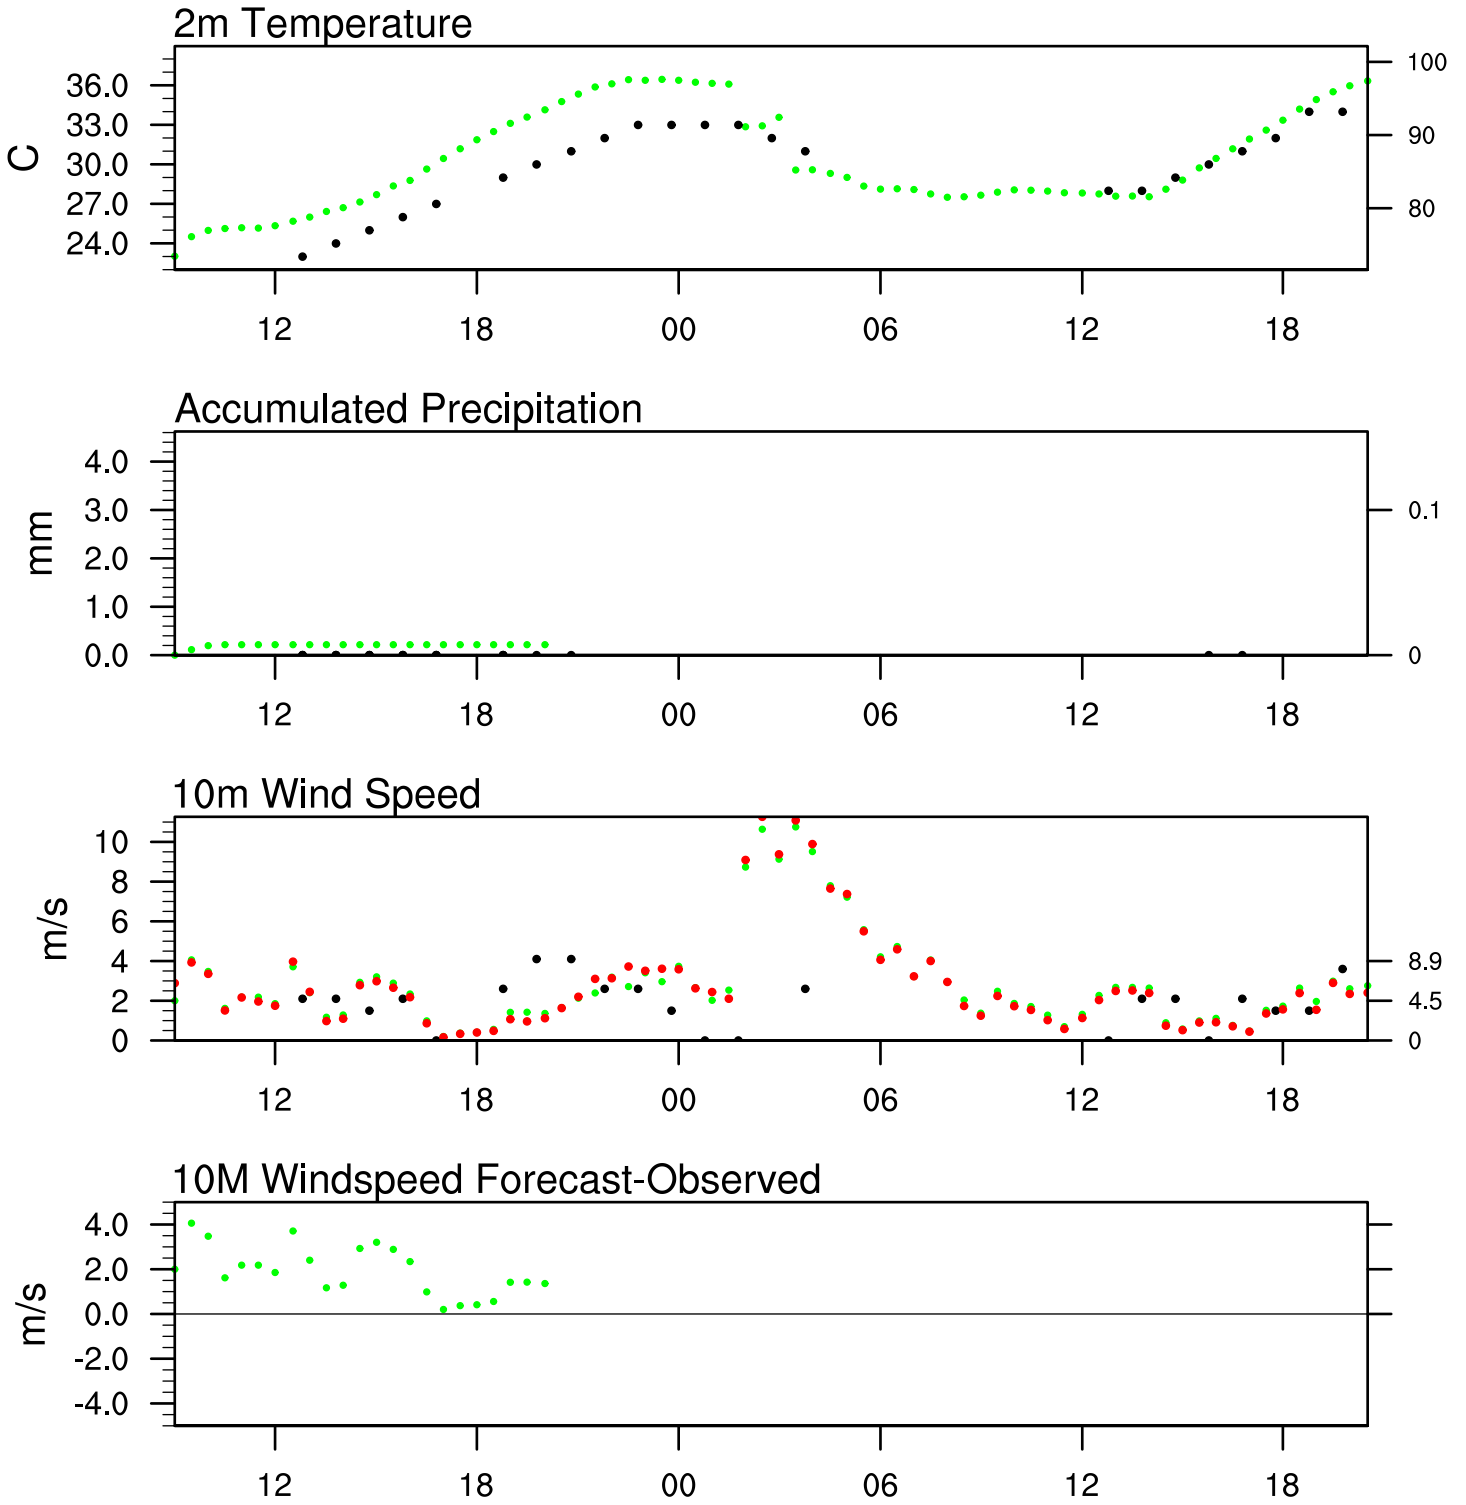 2m Temperature
C
36.0
33.0
30.0
27.0
24.0
100
90
80
12 18 00 06 12 18
Accumulated Precipitation
mm
4.0
3.0
2.0
1.0
0.0
0.1
0
12 18 00 06 12 18
10m Wind Speed
m/s
10
8
6
4
2
0
8.9
4.5
0
12 18 00 06 12 18
10M Windspeed Forecast-Observed
m/s
4.0
2.0
0.0
-2.0
-4.0
12 18 00 06 12 18